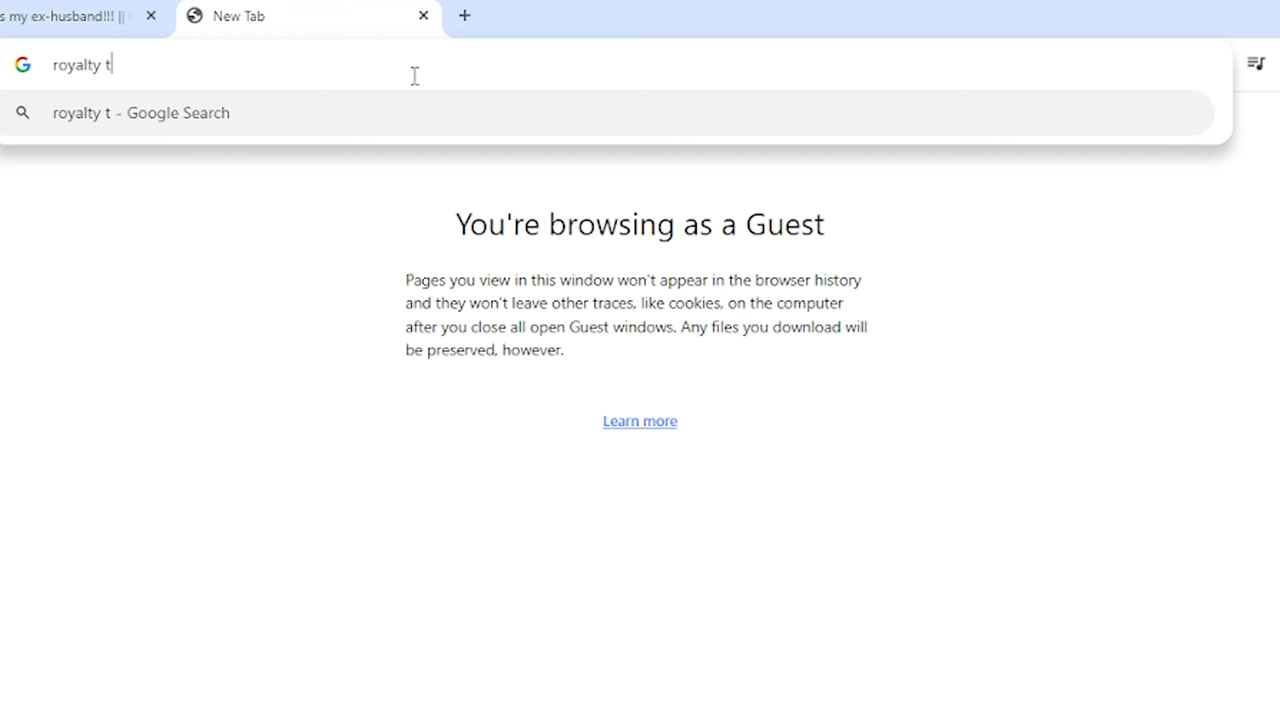 s my ex-husband!!! ||
New Tab
royalty t
royalty t - Google Search
You're browsing as a Guest
Pages you view in this window won't appear in the browser history
and they won't leave other traces, like cookies, on the computer
after you close all open Guest windows. Any files you download will
be preserved, however.
Learn more